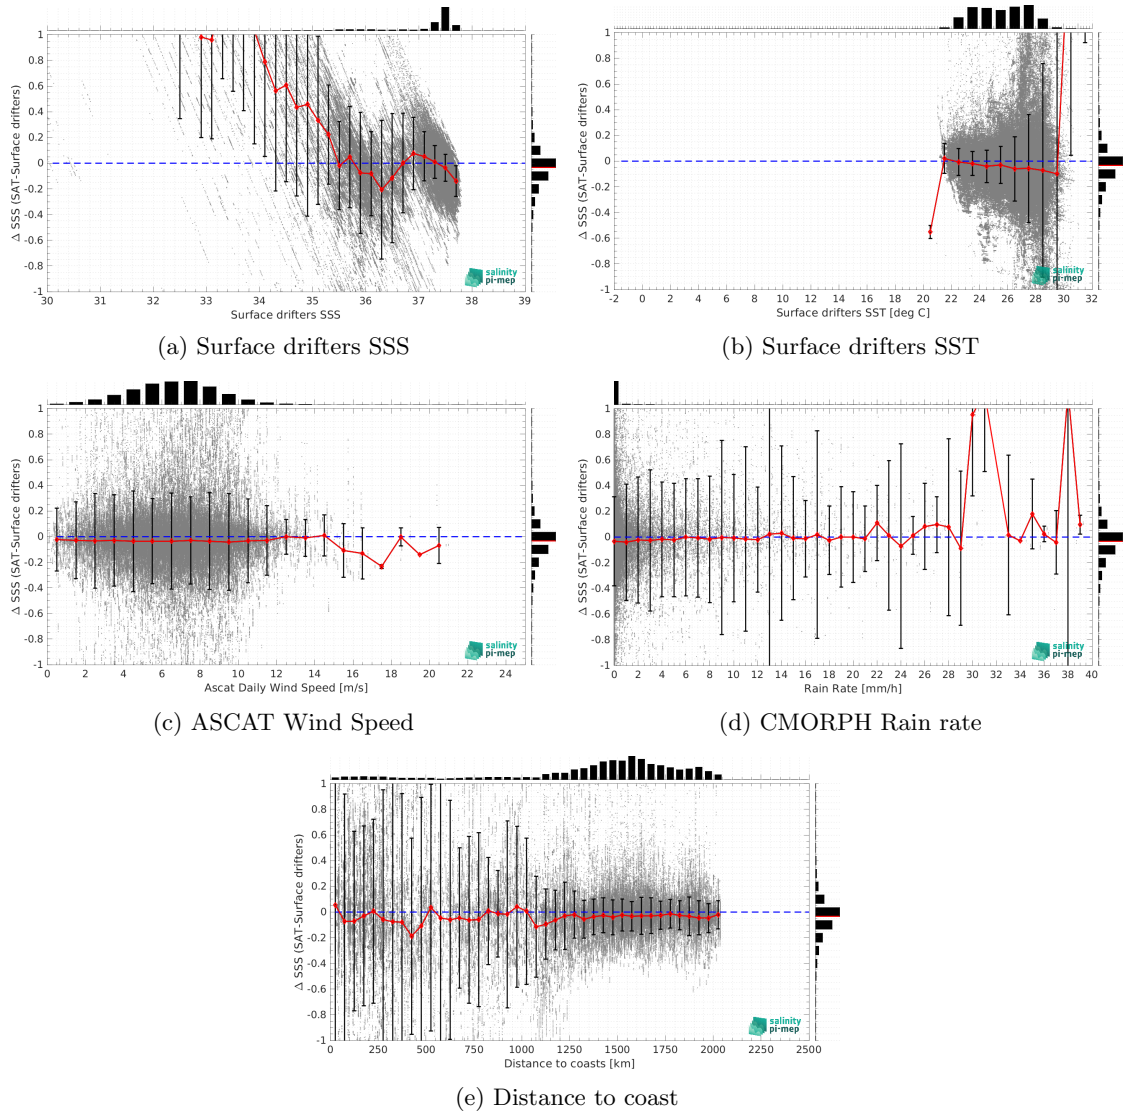 1
0.8
0.6
0.4
0.2
0
-0.2
-0.4
-0.6
-0.8
-1
Δ SSS (SAT-Surface drifters)
30 31 32 33 34 35 36 37 38 39
Surface drifters SSS
salinity
pi-mep
(a) Surface drifters SSS
1
0.8
0.6
0.4
0.2
0
-0.2
-0.4
-0.6
-0.8
-1
Δ SSS (SAT-Surface drifters)
-2 0 2 4 6 8 10 12 14 16 18 20 22 24 26 28 30 32
Surface drifters SST [deg C]
salinity
pi-mep
(b) Surface drifters SST
1
0.8
0.6
0.4
0.2
0
-0.2
-0.4
-0.6
-0.8
-1
Δ SSS (SAT-Surface drifters)
0 2 4 6 8 10 12 14 16 18 20 22 24
Ascat Daily Wind Speed [m/s]
salinity
pi-mep
(c) ASCAT Wind Speed
1
0.8
0.6
0.4
0.2
0
-0.2
-0.4
-0.6
-0.8
-1
Δ SSS (SAT-Surface drifters)
0 2 4 6 8 10 12 14 16 18 20 22 24 26 28 30 32 34 36 38 40
Rain Rate [mm/h]
salinity
pi-mep
(d) CMORPH Rain rate
1
0.8
0.6
0.4
0.2
0
-0.2
-0.4
-0.6
-0.8
-1
Δ SSS (SAT-Surface drifters)
0 250 500 750 1000 1250 1500 1750 2000 2250 2500
Distance to coasts [km]
salinity
pi-mep
(e) Distance to coast